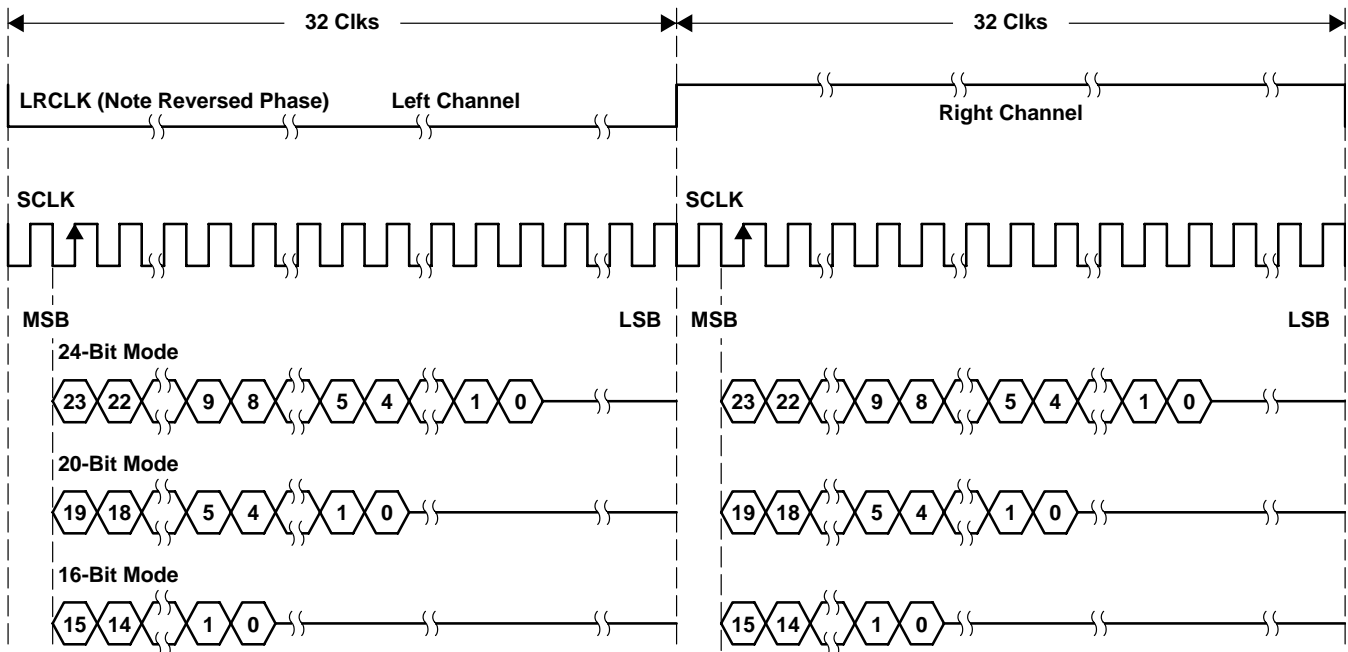 32 Clks 32 Clks
LRCLK (Note Reversed Phase) Left Channel
Right Channel
SCLK SCLK
MSB LSB MSB LSB
24-Bit Mode
23 22 9 8 5 4 1 0 23 22 9 8 5 4 1 0
20-Bit Mode
19 18 5 4 1 0 19 18 5 4 1 0
16-Bit Mode
15 14 1 0 15 14 1 0